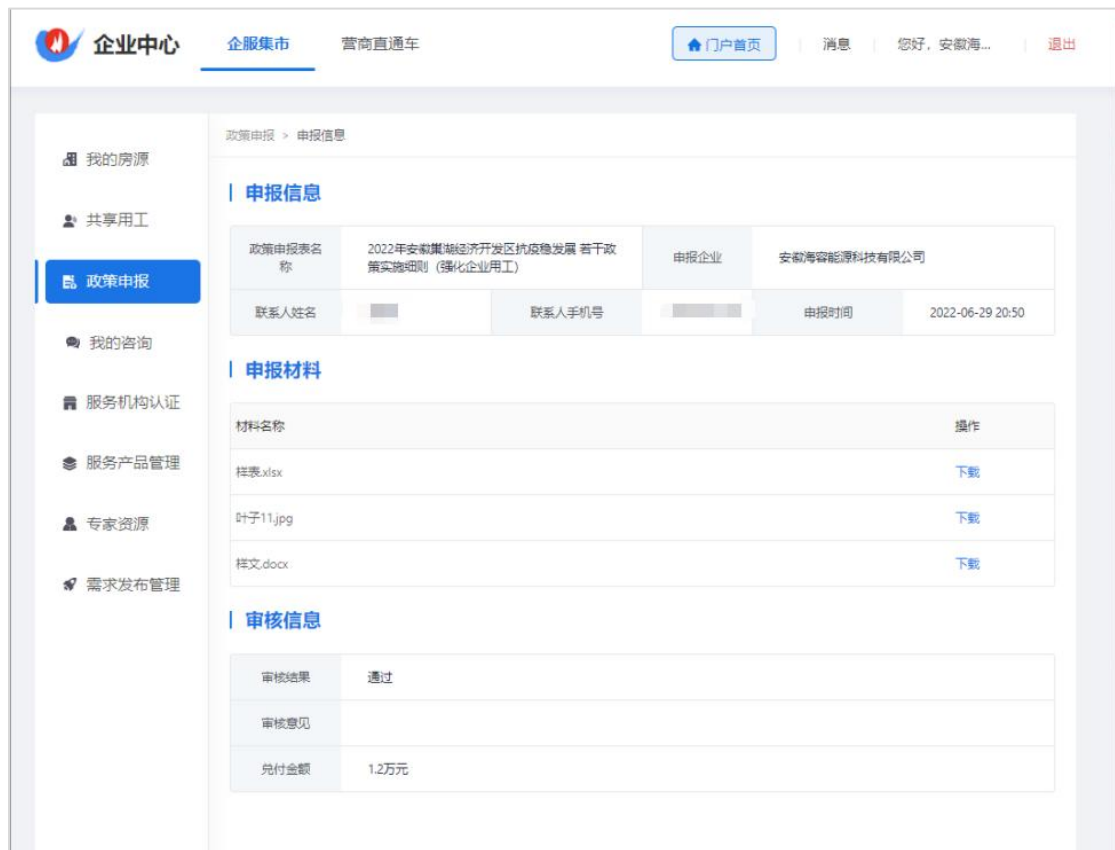 企业中心
企服集市
营商直通车
门户首页
消息
您好，安徽海...
退出
我的房源
共享用工
政策申报
我的咨询
服务机构认证
服务产品管理
专家资源
需求发布管理
政策申报 > 申报信息
申报信息
政策申报表名
称
2022年安徽巢湖经济开发区抗疫稳发展 若干政
策实施细则（强化企业用工）
申报企业
安徽海容能源科技有限公司
联系人姓名
联系人手机号
申报时间
2022-06-29 20:50
申报材料
材料名称
操作
样表.xlsx
下载
叶子11.jpg
下载
样文.docx
下载
审核信息
审核结果
通过
审核意见
兑付金额
1.2万元